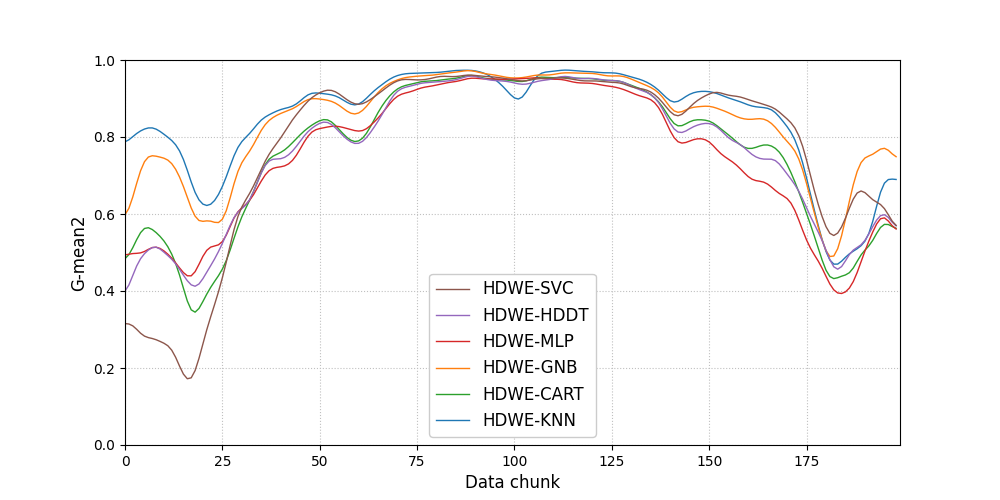 1.0
0.8
0.6
0.4
0.2
0.0
G-mean2
HDWE-SVC
HDWE-HDDT
HDWE-MLP
HDWE-GNB
HDWE-CART
HDWE-KNN
0 25 50 75 100 125 150 175
Data chunk